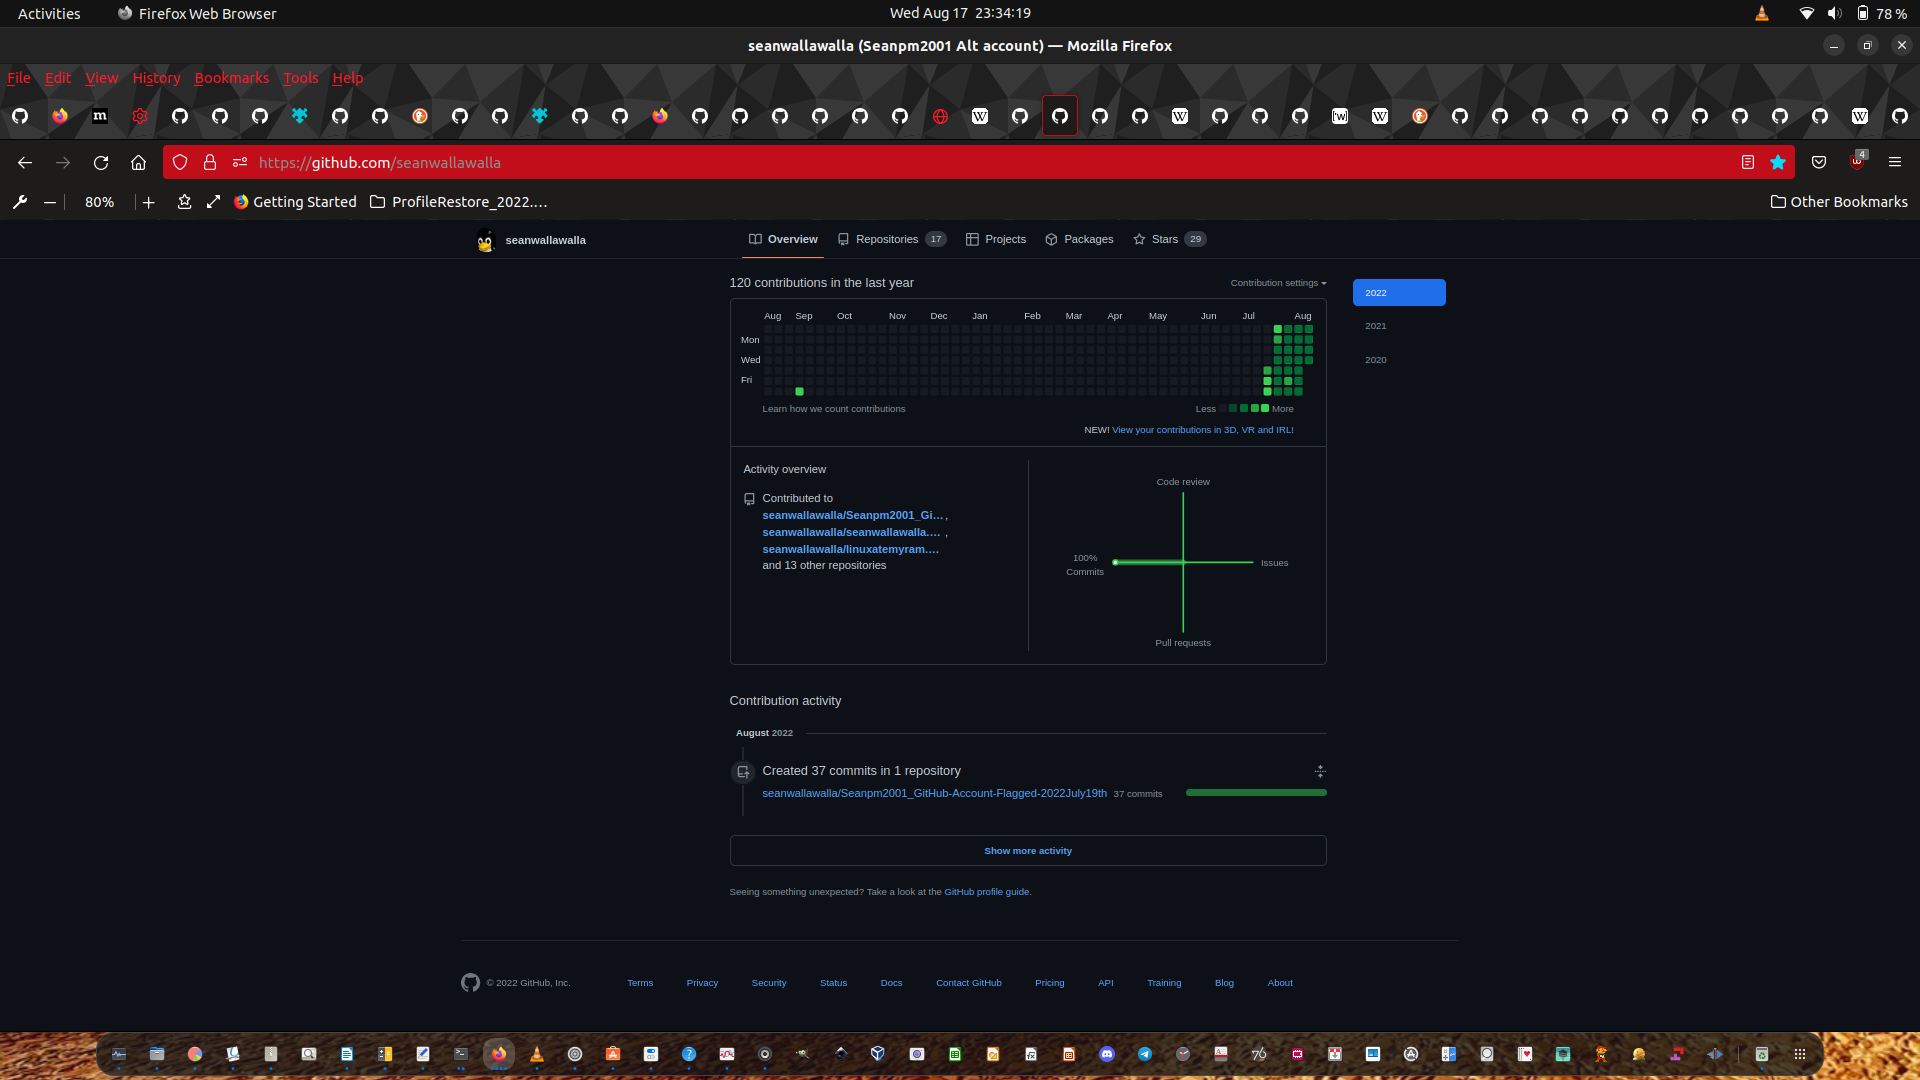 Activities Firefox Web Browser Wed Aug 17 23:34:19 78 %
seanwallawalla (Seanpm2001 Alt account) — Mozilla Firefox
File Edit View History Bookmarks Tools Help
https://github.com/seanwallawalla 4
80% Getting Started ProfileRestore_2022.… Other Bookmarks
seanwallawalla Overview Repositories 17 Projects Packages Stars 29
120 contributions in the last year Contribution settings
2022
2021
2020
Aug Sep Oct Nov Dec Jan Feb Mar Apr May Jun Jul Aug
Mon
Wed
Fri
Learn how we count contributions Less More
NEW! View your contributions in 3D, VR and IRL!
Activity overview
Contributed to
seanwallawalla/Seanpm2001_Gi… ,
seanwallawalla/seanwallawalla.… ,
seanwallawalla/linuxatemyram.…
and 13 other repositories
Code review
100%
Commits
Issues
Pull requests
Contribution activity
August 2022
Created 37 commits in 1 repository
seanwallawalla/Seanpm2001_GitHub-Account-Flagged-2022July19th 37 commits
Show more activity
Seeing something unexpected? Take a look at the GitHub profile guide.
© 2022 GitHub, Inc. Terms Privacy Security Status Docs Contact GitHub Pricing API Training Blog About